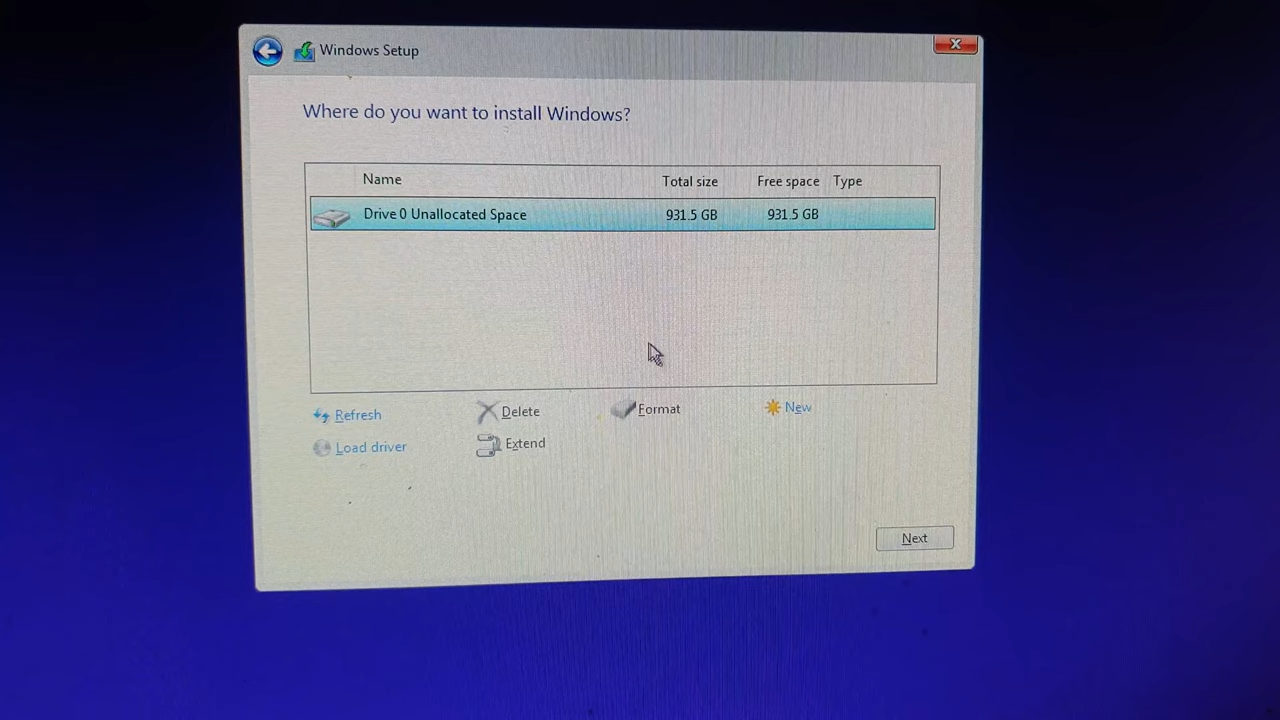 Windows Setup
Where do you want to install Windows?
Name Total size Free space Type
Drive 0 Unallocated Space 931.5 GB 931.5 GB
Refresh Delete Format New
Load driver Extend
Next